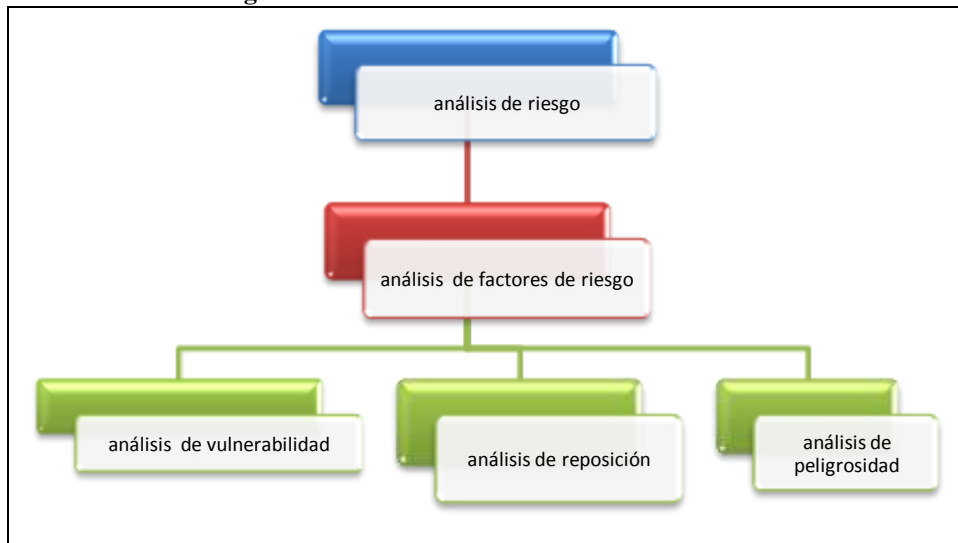 análisis de riesgo
análisis de factores de riesgo
análisis de vulnerabilidad
análisis de reposición
análisis de
peligrosidad